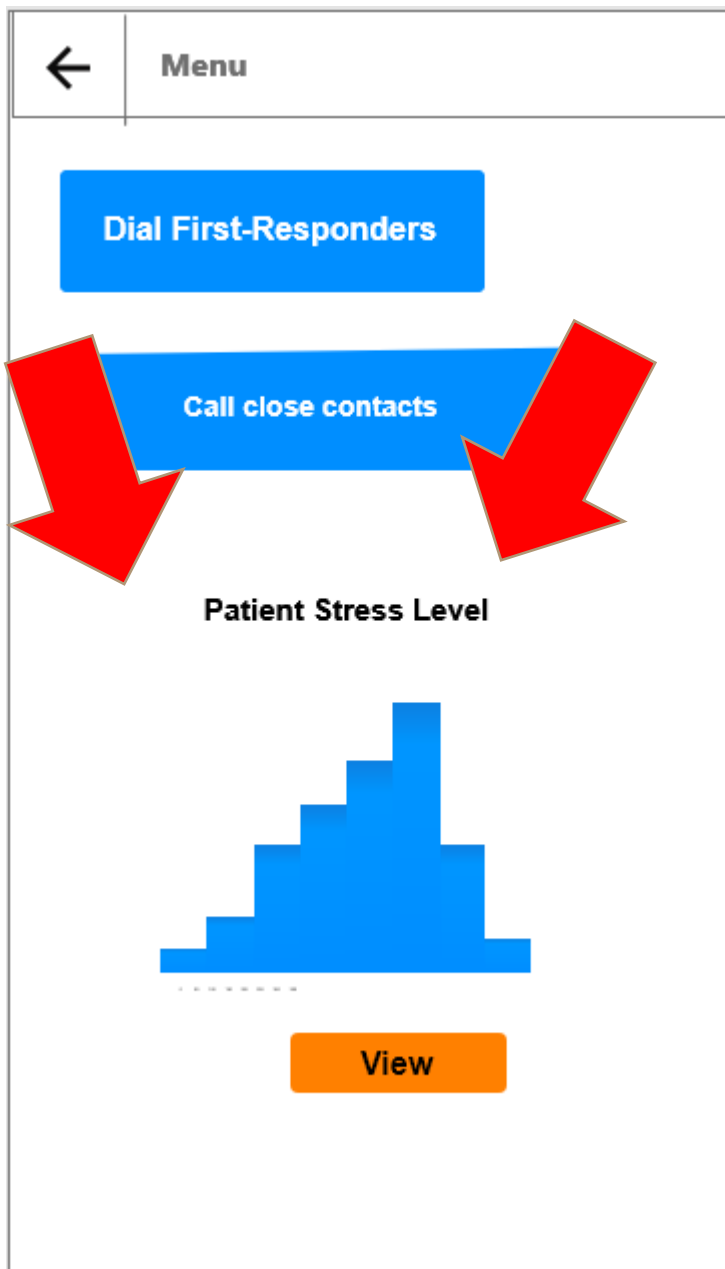 Menu
Dial First-Responders
Call close contacts
Patient Stress Level
View